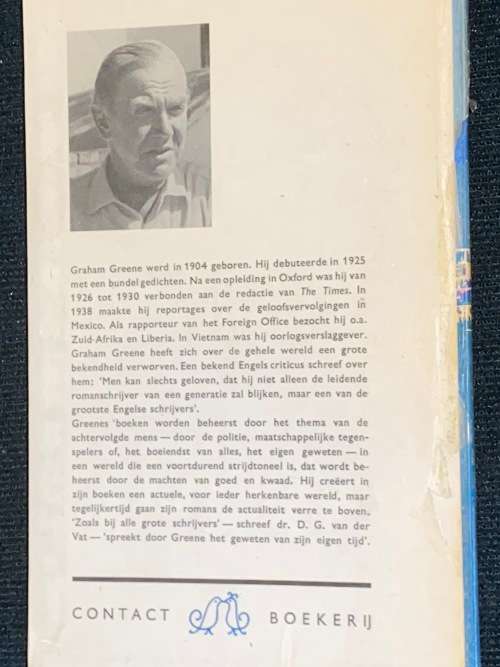 Graham Greene werd in 1904 geboren. Hij debuteerde in 1925
met een bundel gedichten. Na een opleiding in Oxford was hij van
1926 tot 1930 verbonden aan de redactie van The Times. In
1938 maakte hij reportages over de geloofsvervolgingen in
Mexico. Als rapporteur van het Foreign Office bezocht hij o.a.
Zuid-Afrika en Liberia. In Vietnam was hij oorlogsverslaggever.
Graham Greene heeft zich over de gehele wereld een grote
bekendheid verworven. Een bekend Engels criticus schreef over
hem: 'Men kan slechts geloven, dat hij niet alleen de leidende
romanschrijver van een generatie zal blijken, maar een van de
grootste Engelse schrijvers'.
Greenes 'boeken worden beheerst door het thema van de
achtervolgde mens — door de politie, maatschappelijke tegen-
spelers of, het boeiendst van alles, het eigen geweten — in
een wereld die een voortdurend strijdtoneel is, dat wordt be-
heerst door de machten van goed en kwaad. Hij creëert in
zijn boeken een actuele, voor ieder herkenbare wereld, maar
tegelijkertijd gaan zijn romans de actualiteit verre te boven.
'Zoals bij alle grote schrijvers' — schreef dr. D. G. van der
Vat — 'spreekt door Greene het geweten van zijn eigen tijd'.
CONTACT BOEKERIJ